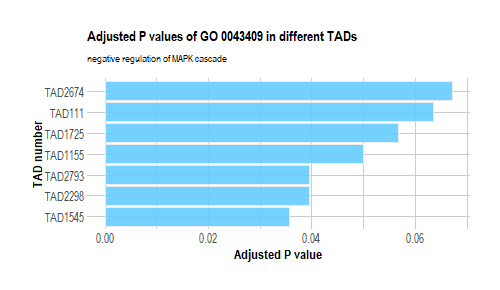 Adjusted P values of GO 0043409 in different TADs
negative regulation of MAPK cascade
TAD number
TAD2674
TAD111
TAD1725
TAD1155
TAD2793
TAD2298
TAD1545
0.00 0.02 0.04 0.06
Adjusted P value